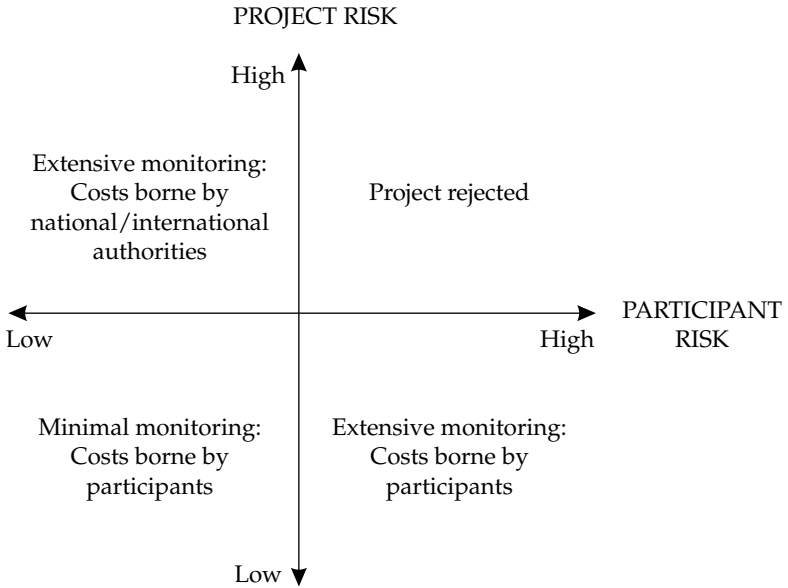 PROJECT RISK
High
Extensive monitoring:
Costs borne by
national/international
authorities
Project rejected
Low
High
PARTICIPANT
RISK
Minimal monitoring:
Costs borne by
participants
Extensive monitoring:
Costs borne by
participants
Low